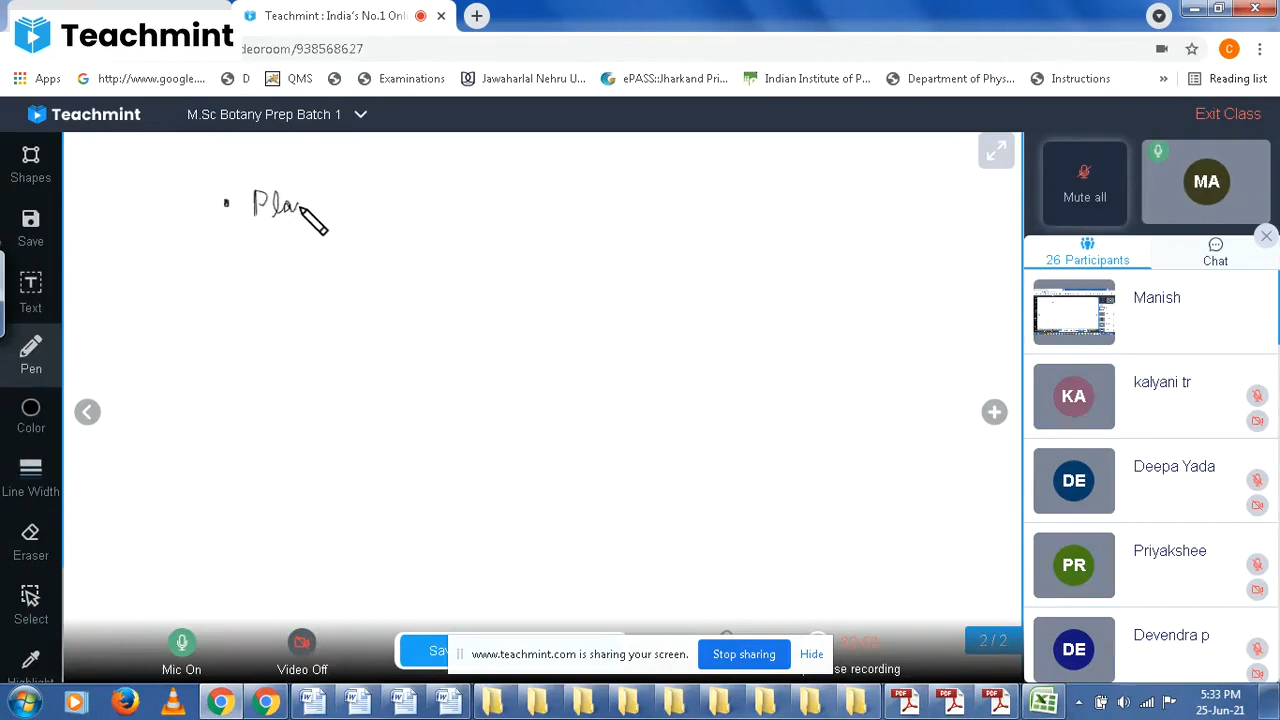 Teachmint : India's No.1 Onl
Teachmint
deoroom/938568627
C
Apps
http://www.google....
D
QMS
Examinations
Jawaharlal Nehru U...
ePASS::Jharkand Pri...
Indian Institute of P...
Department of Phys...
Instructions
»
Reading list
Teachmint
M.Sc Botany Prep Batch 1
Exit Class
Shapes
Save
Text
Pen
Color
Line Width
Eraser
Select
Highlight
• Pla
Mute all
MA
26 Participants
Chat
Manish
KA
kalyani tr
DE
Deepa Yada
PR
Priyakshee
DE
Devendra p
2/2
Mic On
Video Off
Sav
www.teachmint.com is sharing your screen.
Stop sharing
Hide
se recording
5:33 PM
25-Jun-21